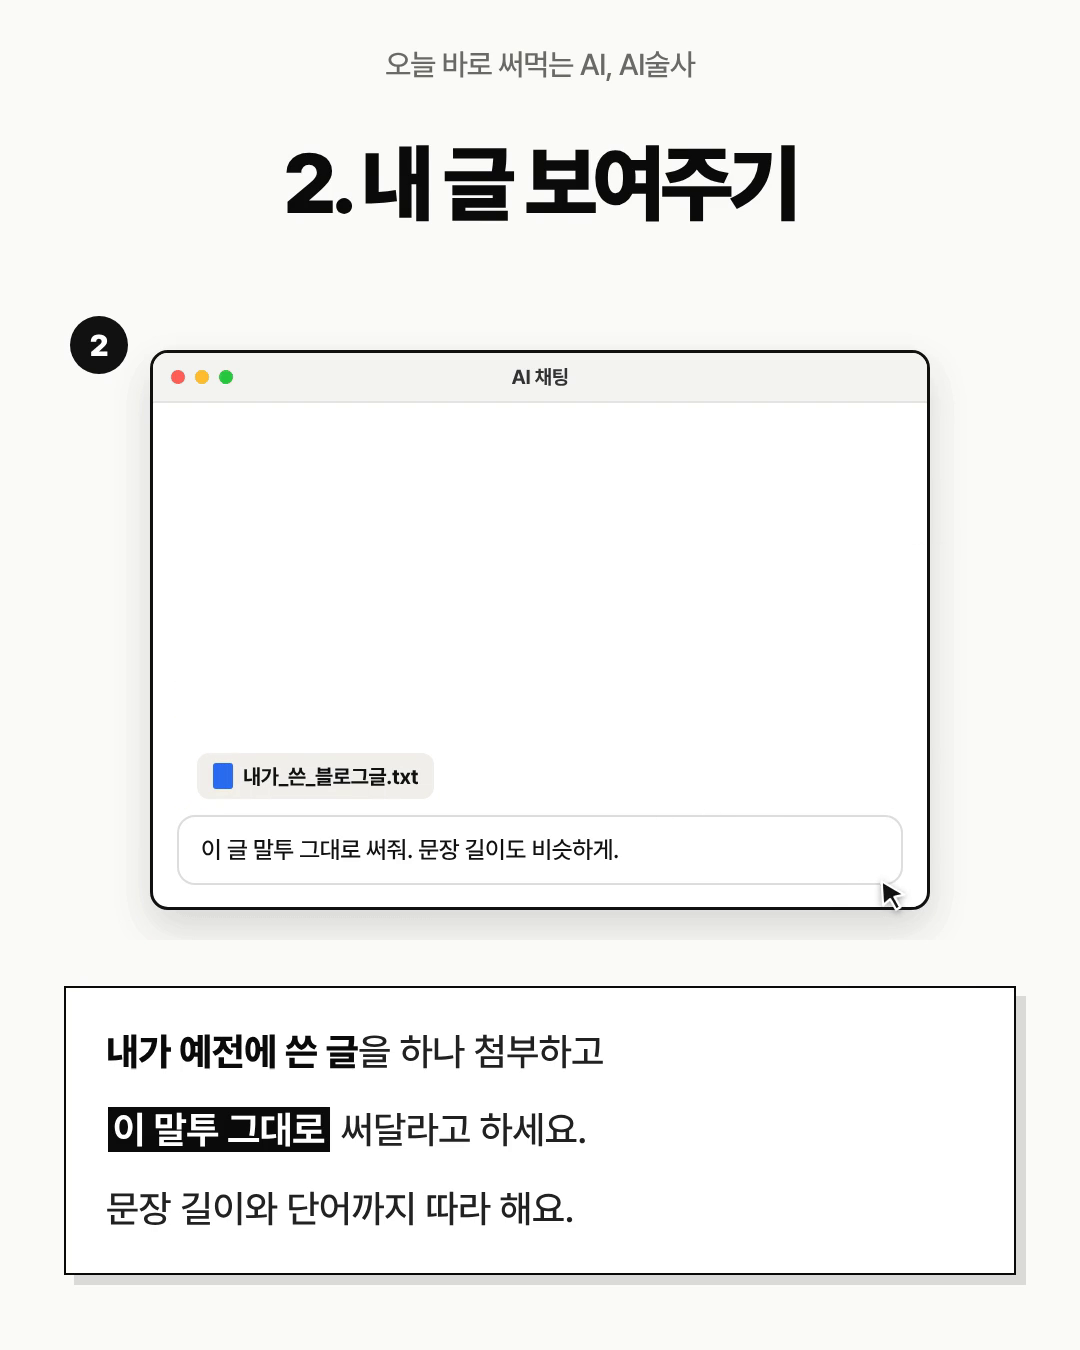 오늘 바로 써먹는 AI, AI술사
2. 내 글 보여주기
2
AI 채팅
내가_쓴_블로그글.txt
이 글 말투 그대로 써줘. 문장 길이도 비슷하게.
내가 예전에 쓴 글을 하나 첨부하고
이 말투 그대로 써달라고 하세요.
문장 길이와 단어까지 따라 해요.